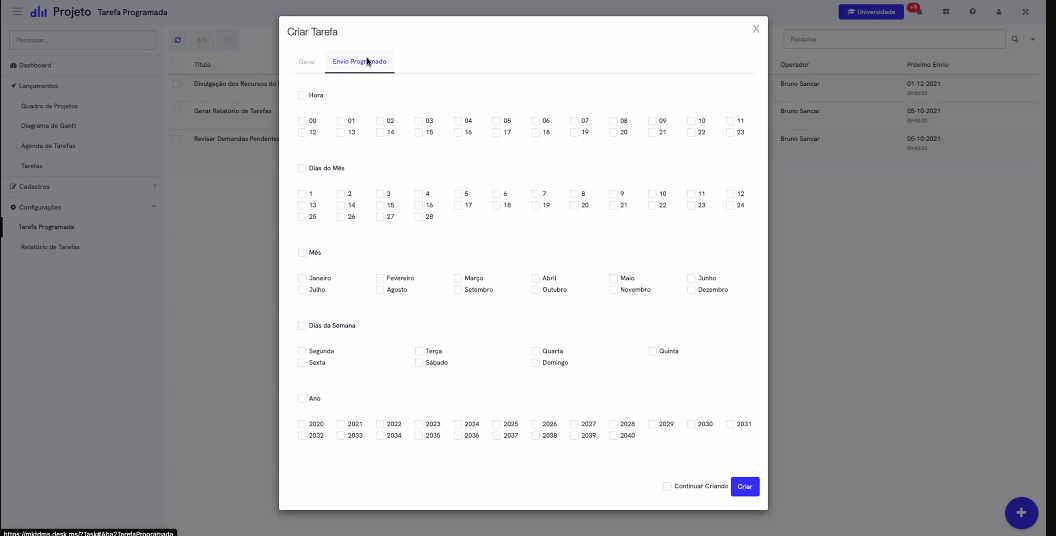 Projeto
Tarefa Programada
Universidade
+9
Pesquisar...
3/3
Pesquisa
Dashboard
Lançamentos
Quadro de Projetos
Diagrama de Gantt
Agenda de Tarefas
Tarefas
Cadastros
Configurações
Tarefa Programada
Relatório de Tarefas
Título
Operador
Próximo Envio
Divulgação dos Recursos do
Bruno Sancar
01-12-2021
09:00:00
Gerar Relatório de Tarefas
Bruno Sancar
05-10-2021
09:00:00
Revisar Demandas Pendentes
Bruno Sancar
05-10-2021
09:00:00
Criar Tarefa
X
Geral
Envio Programado
Hora
00 01 02 03 04 05 06 07 08 09 10 11
12 13 14 15 16 17 18 19 20 21 22 23
Dias do Mês
1 2 3 4 5 6 7 8 9 10 11 12
13 14 15 16 17 18 19 20 21 22 23 24
25 26 27 28
Mês
Janeiro Fevereiro Março Abril Maio Junho
Julho Agosto Setembro Outubro Novembro Dezembro
Dias da Semana
Segunda Terça Quarta Quinta
Sexta Sábado Domingo
Ano
2020 2021 2022 2023 2024 2025 2026 2027 2028 2029 2030 2031
2032 2033 2034 2035 2036 2037 2038 2039 2040
Continuar Criando
Criar
https://mktdms.desk.ms/?Task#Aba2TarefaProgramada